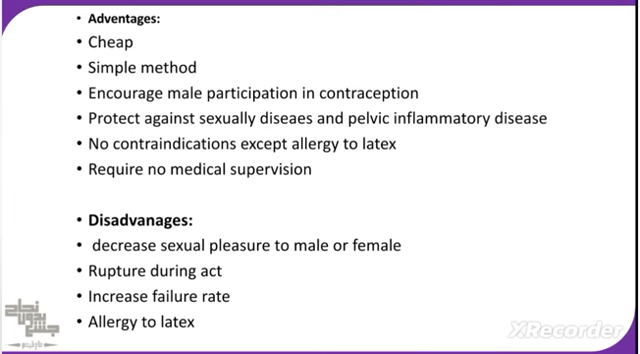 • Adventages:
• Cheap
• Simple method
• Encourage male participation in contraception
• Protect against sexually diseaes and pelvic inflammatory disease
• No contraindications except allergy to latex
• Require no medical supervision
• Disadvanages:
• decrease sexual pleasure to male or female
• Rupture during act
• Increase failure rate
• Allergy to latex
XRecorder